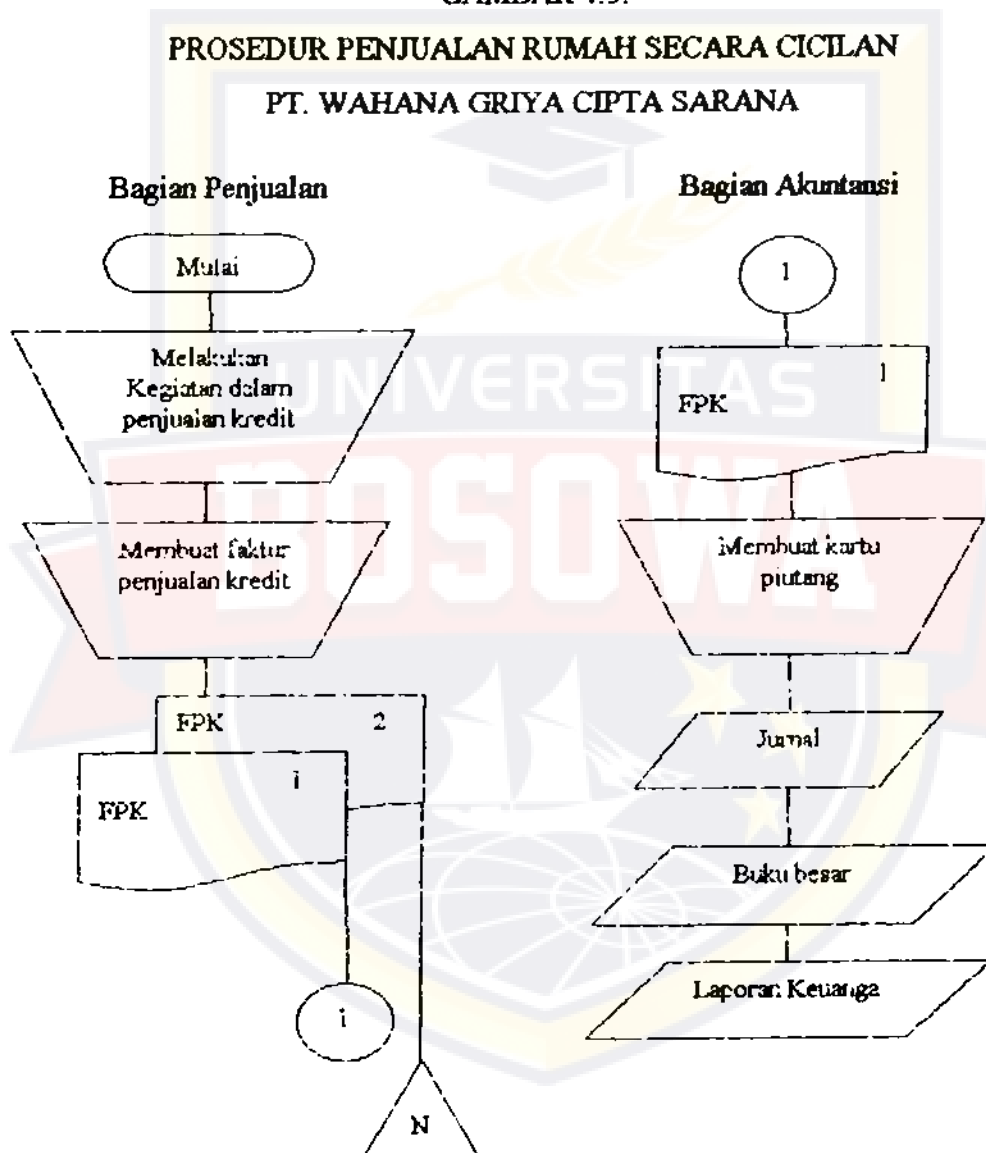 PROSEDUR PENJUALAN RUMAH SECARA CICILAN
PT. WAHANA GRIYA CIPTA SARANA
Bagian Penjualan
Mulai
Melakukan
Kegiatan dalam
penjualan kredit
Membuat faktur
penjualan kredit
FPK 2
1
FPK
1
N
Bagian Akuntansi
1
1
FPK
Membuat kartu
piutang
Jurnal
Buku besar
Laporan Keuanga
UNIVERSITAS
BOSOWA